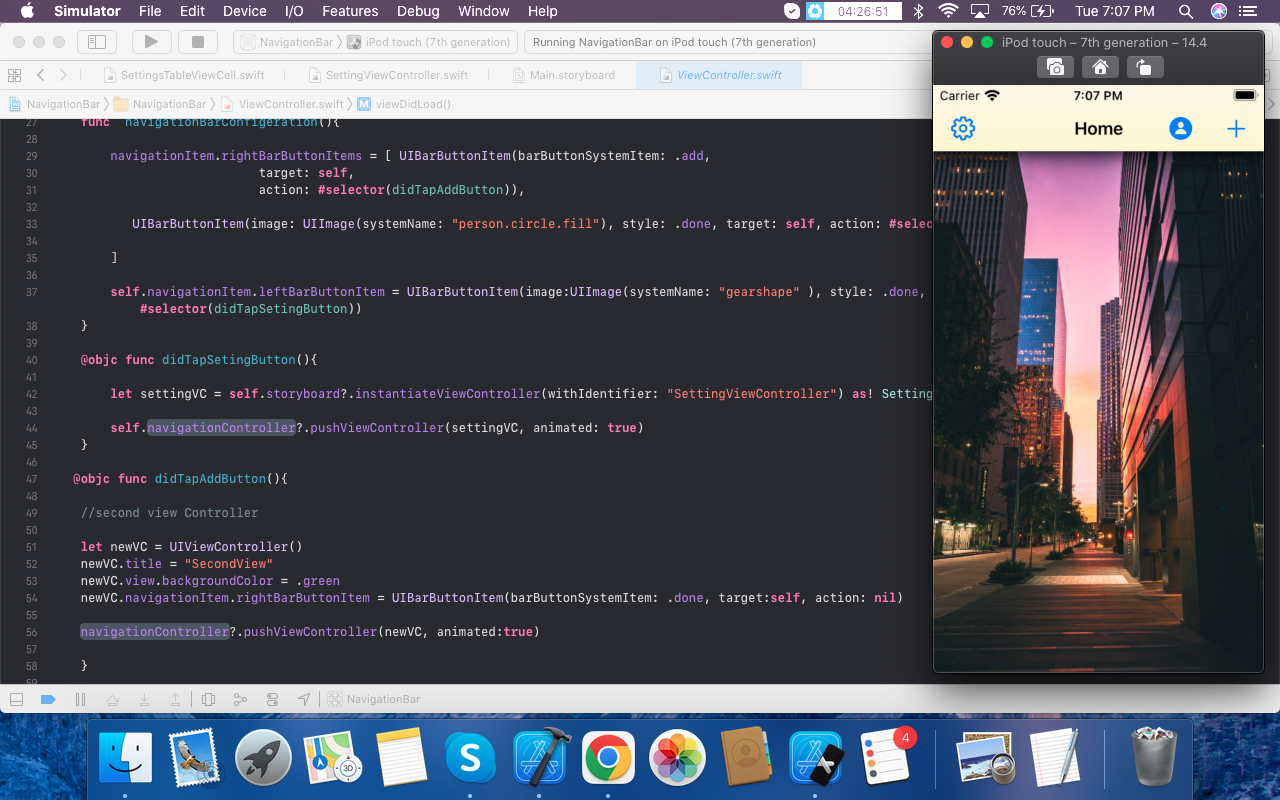 Simulator File Edit Device I/O Features Debug Window Help 04:26:51 76% Tue 7:07 PM
NavigationBar iPod touch (7th generation) Running NavigationBar on iPod touch (7th generation)
SettingsTableViewCell.swift SettingViewController.swift Main.storyboard ViewController.swift
NavigationBar NavigationBar ViewController.swift M viewDidLoad()
27 func navigationBarConfigeration(){
28
29 navigationItem.rightBarButtonItems = [ UIBarButtonItem(barButtonSystemItem: .add,
30 target: self,
31 action: #selector(didTapAddButton)),
32
33 UIBarButtonItem(image: UIImage(systemName: "person.circle.fill"), style: .done, target: self, action: #selec
34
35 ]
36
37 self.navigationItem.leftBarButtonItem = UIBarButtonItem(image:UIImage(systemName: "gearshape" ), style: .done,
#selector(didTapSetingButton))
38 }
39
40 @objc func didTapSetingButton(){
41
42 let settingVC = self.storyboard?.instantiateViewController(withIdentifier: "SettingViewController") as! Setting
43
44 self.navigationController?.pushViewController(settingVC, animated: true)
45 }
46
47 @objc func didTapAddButton(){
48
49 //second view Controller
50
51 let newVC = UIViewController()
52 newVC.title = "SecondView"
53 newVC.view.backgroundColor = .green
54 newVC.navigationItem.rightBarButtonItem = UIBarButtonItem(barButtonSystemItem: .done, target:self, action: nil)
55
56 navigationController?.pushViewController(newVC, animated:true)
57
58 }
59
NavigationBar
iPod touch – 7th generation – 14.4
Carrier 7:07 PM
Home
S 3D 4